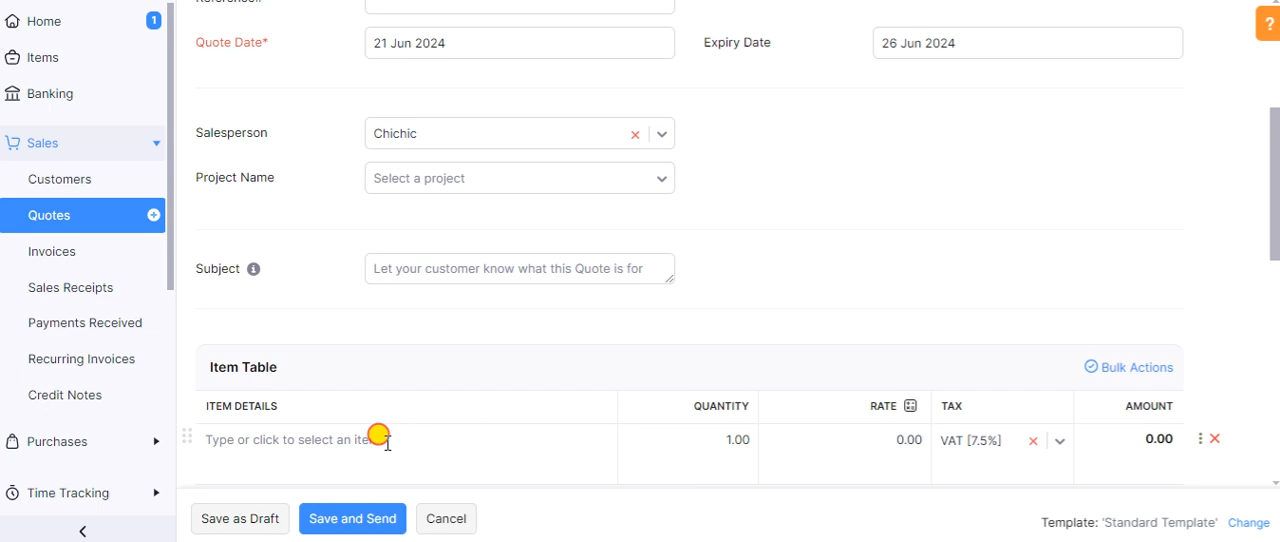 Home 1
Items
Banking
Sales
Customers
Quotes
Invoices
Sales Receipts
Payments Received
Recurring Invoices
Credit Notes
Purchases
Time Tracking
Quote Date* 21 Jun 2024 Expiry Date 26 Jun 2024
Salesperson Chichic
Project Name Select a project
Subject Let your customer know what this Quote is for
Item Table Bulk Actions
ITEM DETAILS QUANTITY RATE TAX AMOUNT
Type or click to select an 1.00 0.00 VAT [7.5%] 0.00
Save as Draft Save and Send Cancel Template: 'Standard Template' Change
?